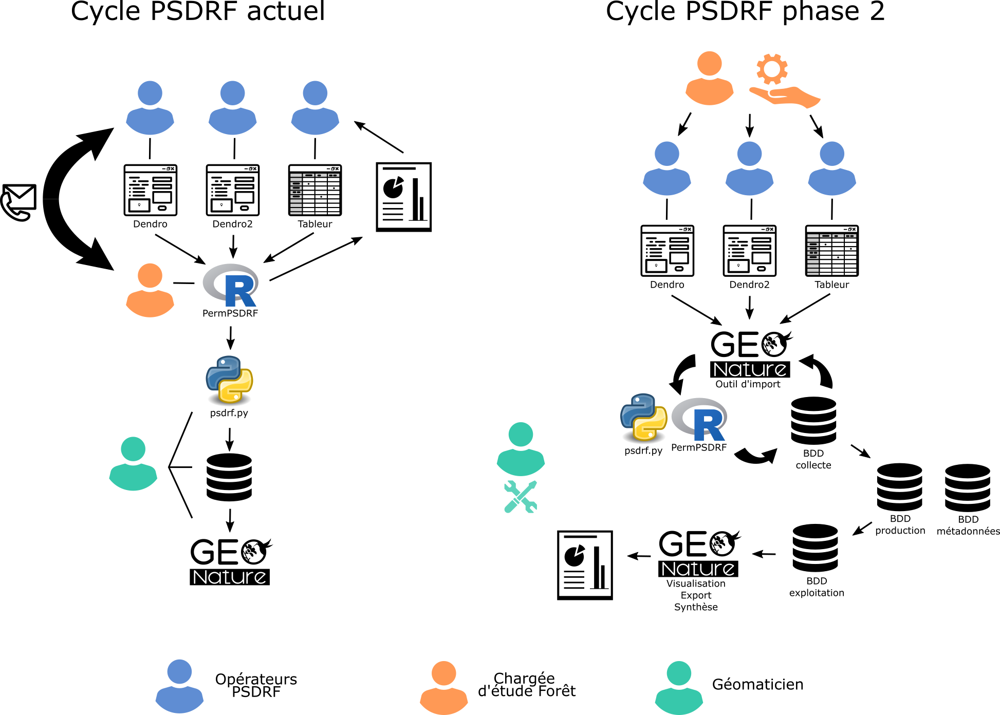 Cycle PSDRF actuel
Dendro
Dendro2
Tableur
R
PermPSDRF
psdrf.py
GEO
Nature
Cycle PSDRF phase 2
Dendro
Dendro2
Tableur
GEO
Nature
Outil d'import
psdrf.py
R
PermPSDRF
BDD
collecte
BDD
production
BDD
métadonnées
BDD
exploitation
GEO
Nature
Visualisation
Export
Synthèse
Opérateurs
PSDRF
Chargée
d'étude Forêt
Géomaticien